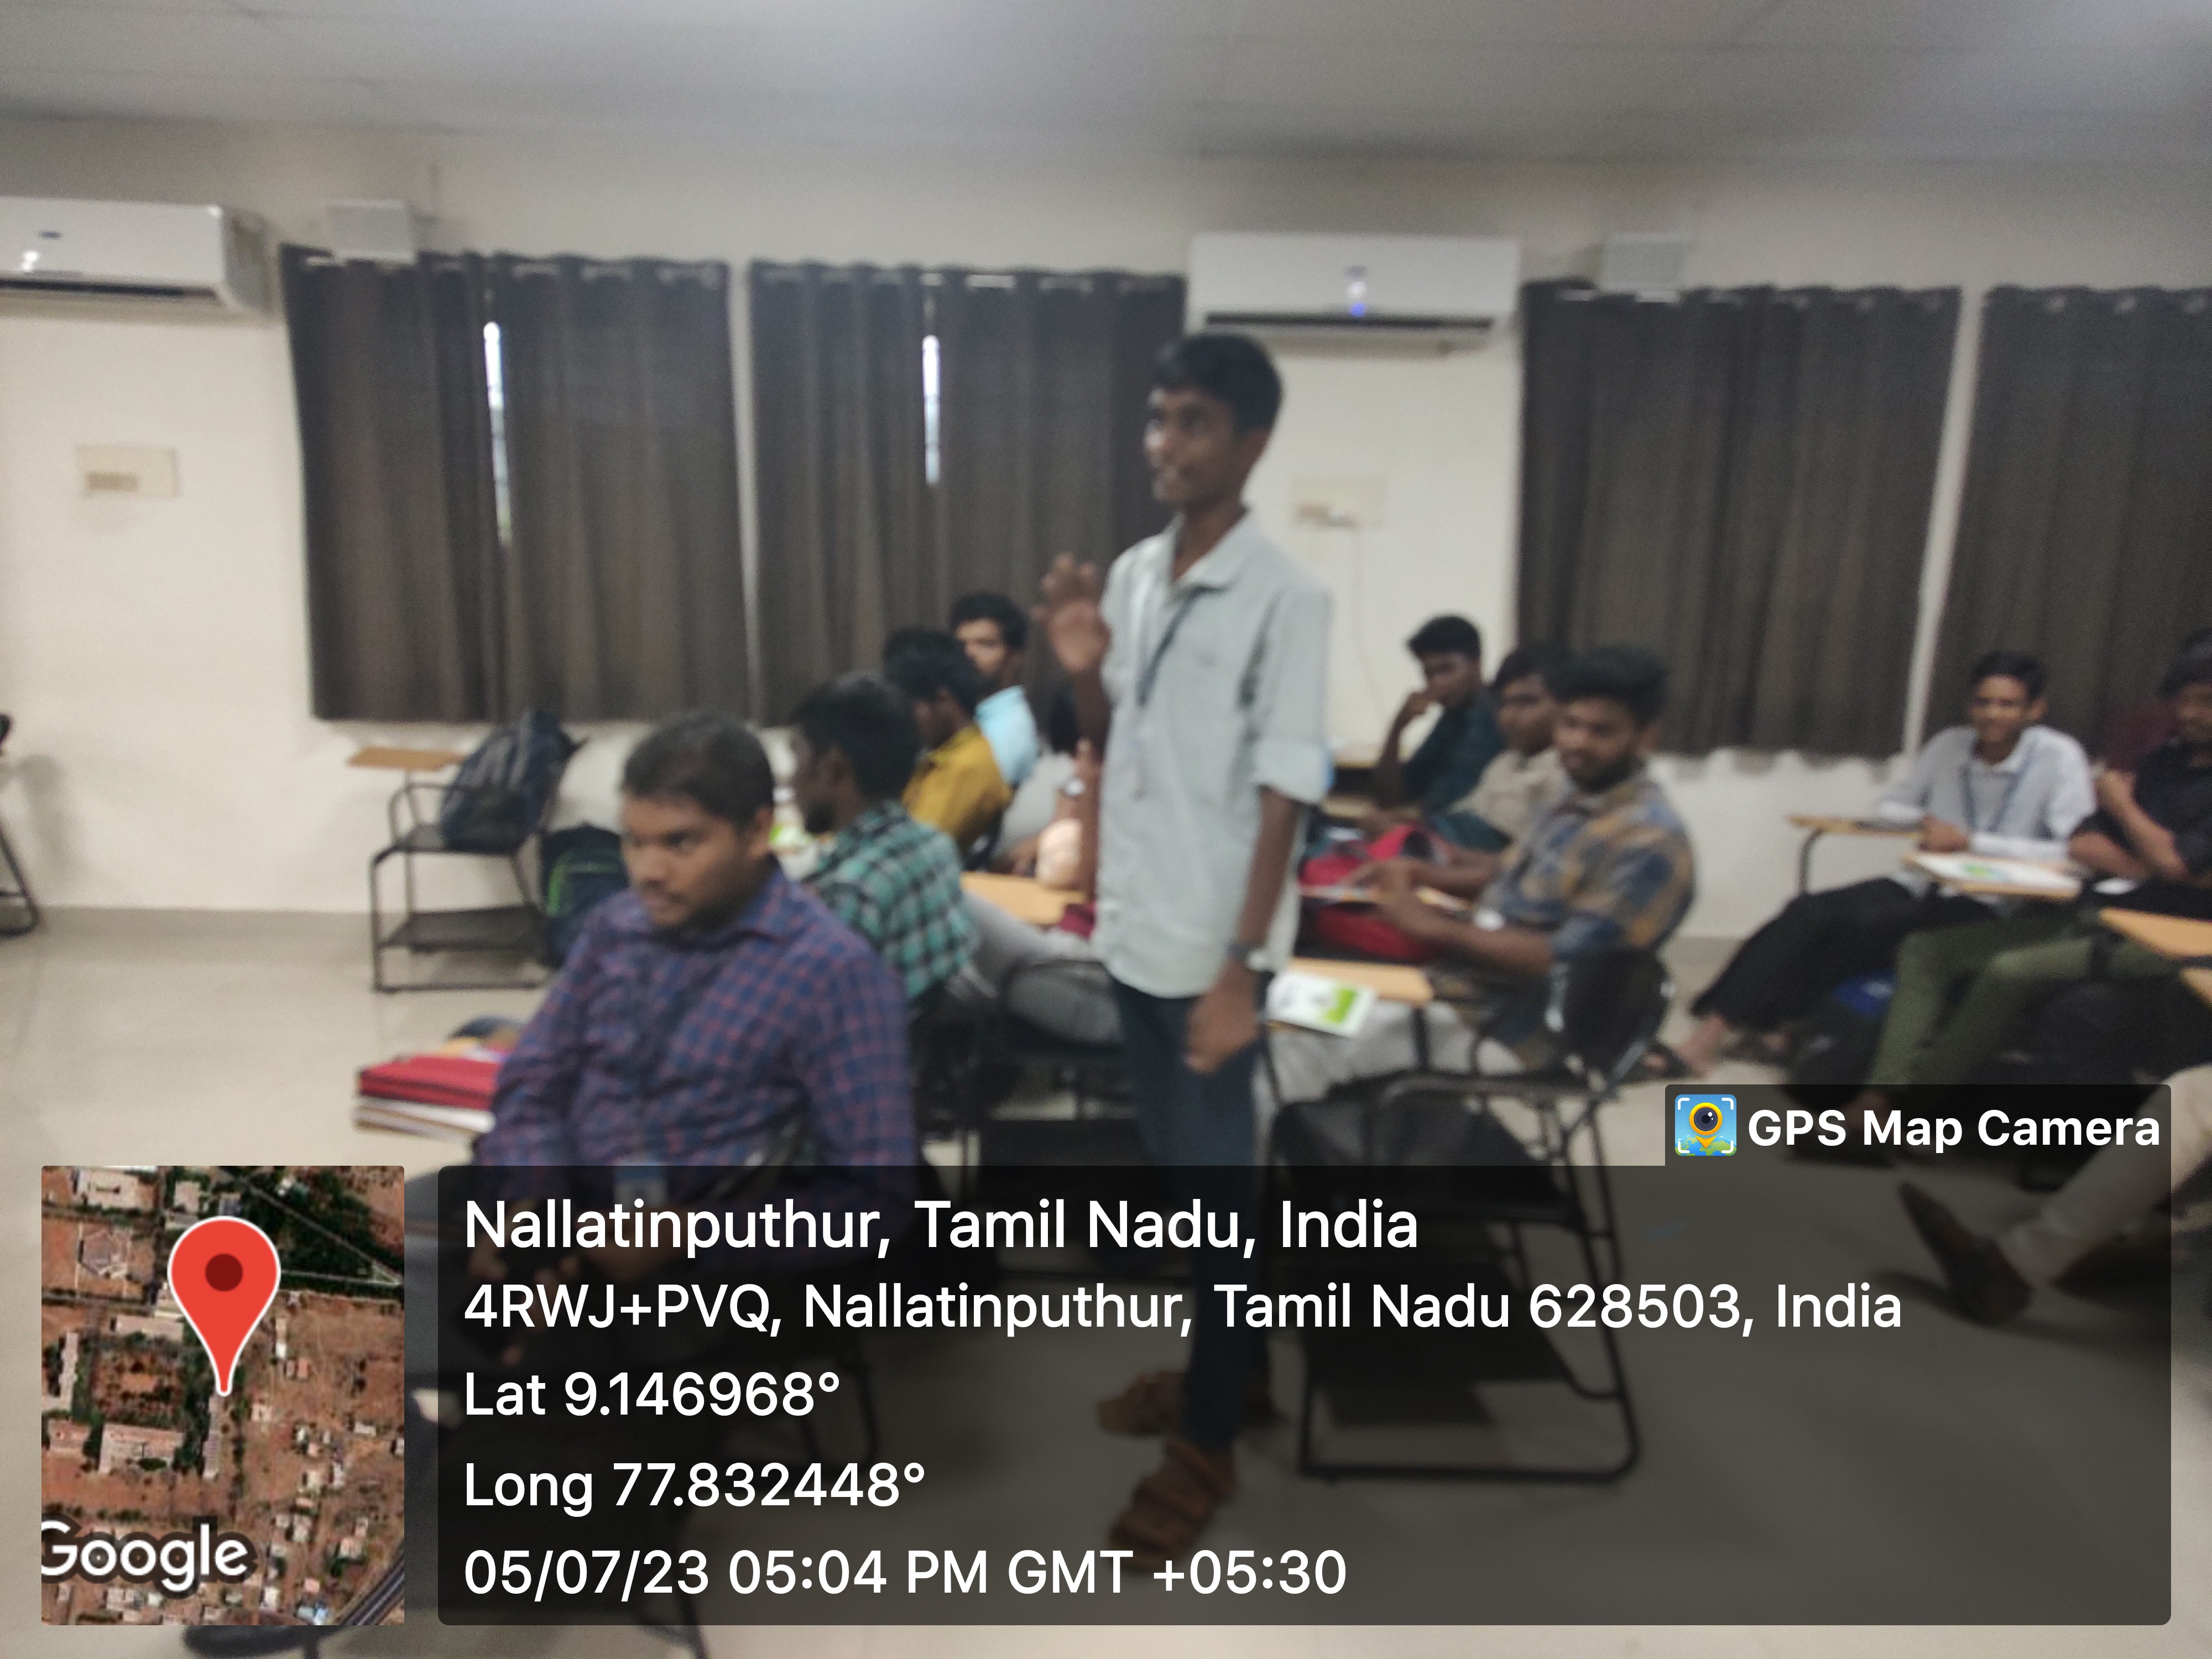 GPS Map Camera
Nallatinputhur, Tamil Nadu, India
4RWJ+PVQ, Nallatinputhur, Tamil Nadu 628503, India
Lat 9.146968°
Long 77.832448°
05/07/23 05:04 PM GMT +05:30
Google